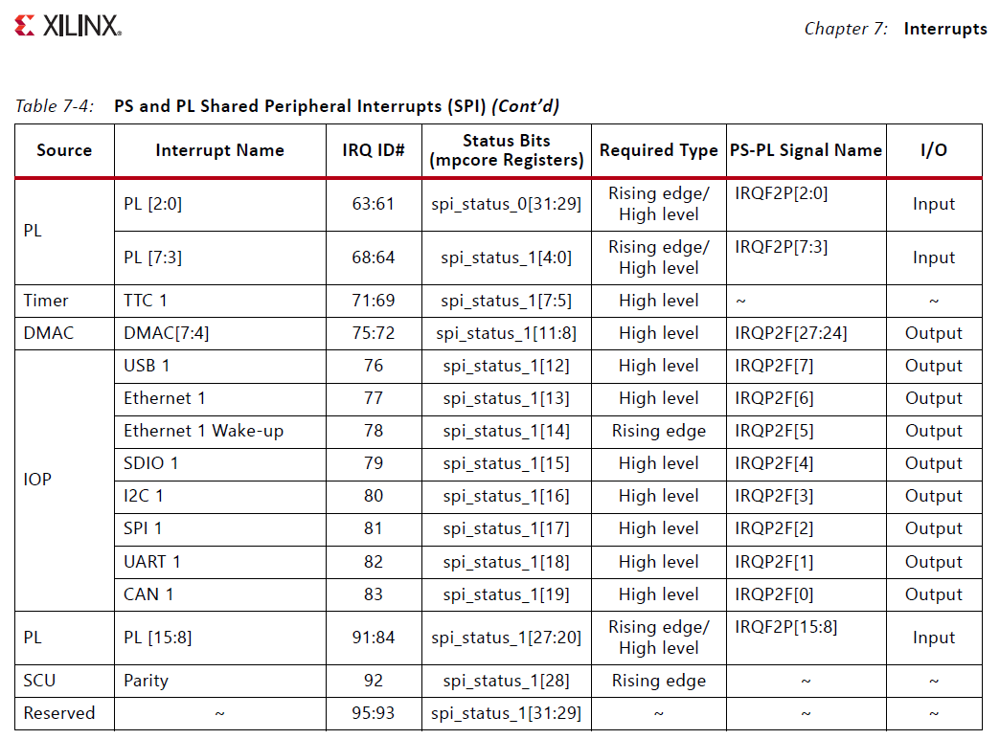 XILINX®
Chapter 7: Interrupts
Table 7-4: PS and PL Shared Peripheral Interrupts (SPI) (Cont’d)
Source Interrupt Name IRQ ID# Status Bits (mpcore Registers) Required Type PS-PL Signal Name I/O
PL PL [2:0] 63:61 spi_status_0[31:29] Rising edge/ High level IRQF2P[2:0] Input
PL [7:3] 68:64 spi_status_1[4:0] Rising edge/ High level IRQF2P[7:3] Input
Timer TTC 1 71:69 spi_status_1[7:5] High level ~ ~
DMAC DMAC[7:4] 75:72 spi_status_1[11:8] High level IRQP2F[27:24] Output
IOP USB 1 76 spi_status_1[12] High level IRQP2F[7] Output
Ethernet 1 77 spi_status_1[13] High level IRQP2F[6] Output
Ethernet 1 Wake-up 78 spi_status_1[14] Rising edge IRQP2F[5] Output
SDIO 1 79 spi_status_1[15] High level IRQP2F[4] Output
I2C 1 80 spi_status_1[16] High level IRQP2F[3] Output
SPI 1 81 spi_status_1[17] High level IRQP2F[2] Output
UART 1 82 spi_status_1[18] High level IRQP2F[1] Output
CAN 1 83 spi_status_1[19] High level IRQP2F[0] Output
PL PL [15:8] 91:84 spi_status_1[27:20] Rising edge/ High level IRQF2P[15:8] Input
SCU Parity 92 spi_status_1[28] Rising edge ~ ~
Reserved ~ 95:93 spi_status_1[31:29] ~ ~ ~